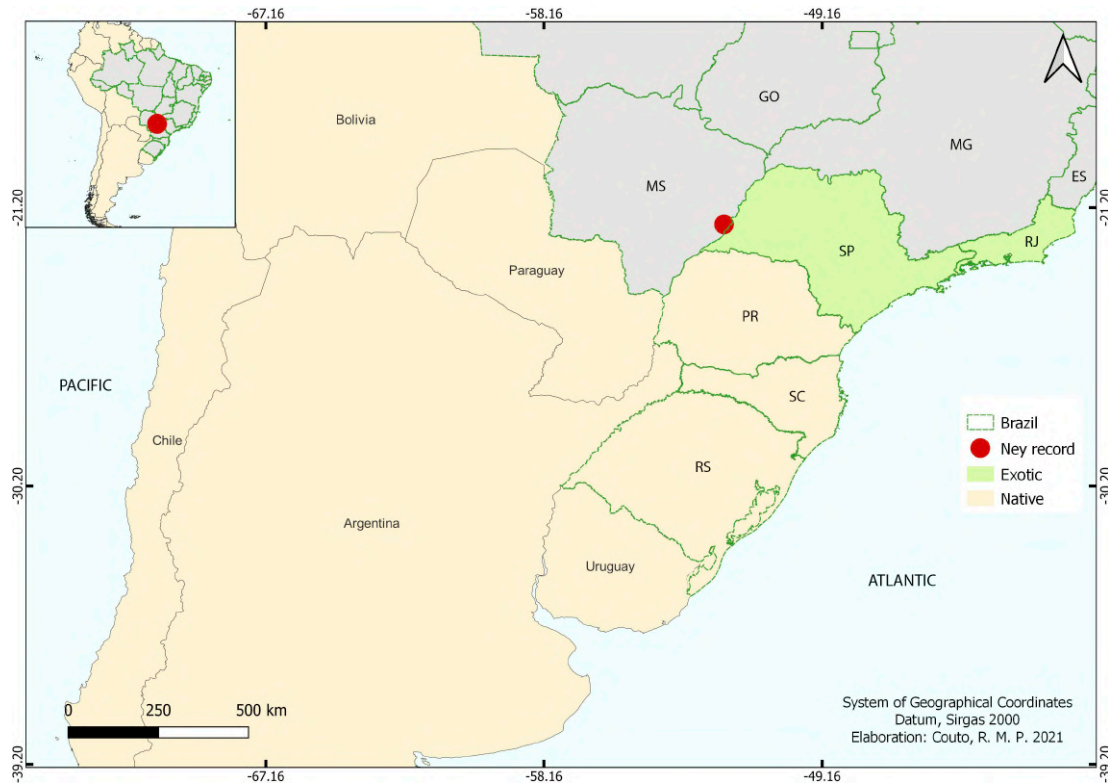 -67.16
-58.16
-49.16
GO
Bolivia
MG
MS
ES
-21.20
-21.20
SP
RJ
Paraguay
PR
PACIFIC
SC
Chile
Brazil
Ney record
RS
Exotic
-30.20
-30.20
Native
Argentina
Uruguay
ATLANTIC
0 250 500 km
System of Geographical Coordinates
Datum, Sirgas 2000
Elaboration: Couto, R. M. P. 2021
-39.20
-39.20
-67.16
-58.16
-49.16